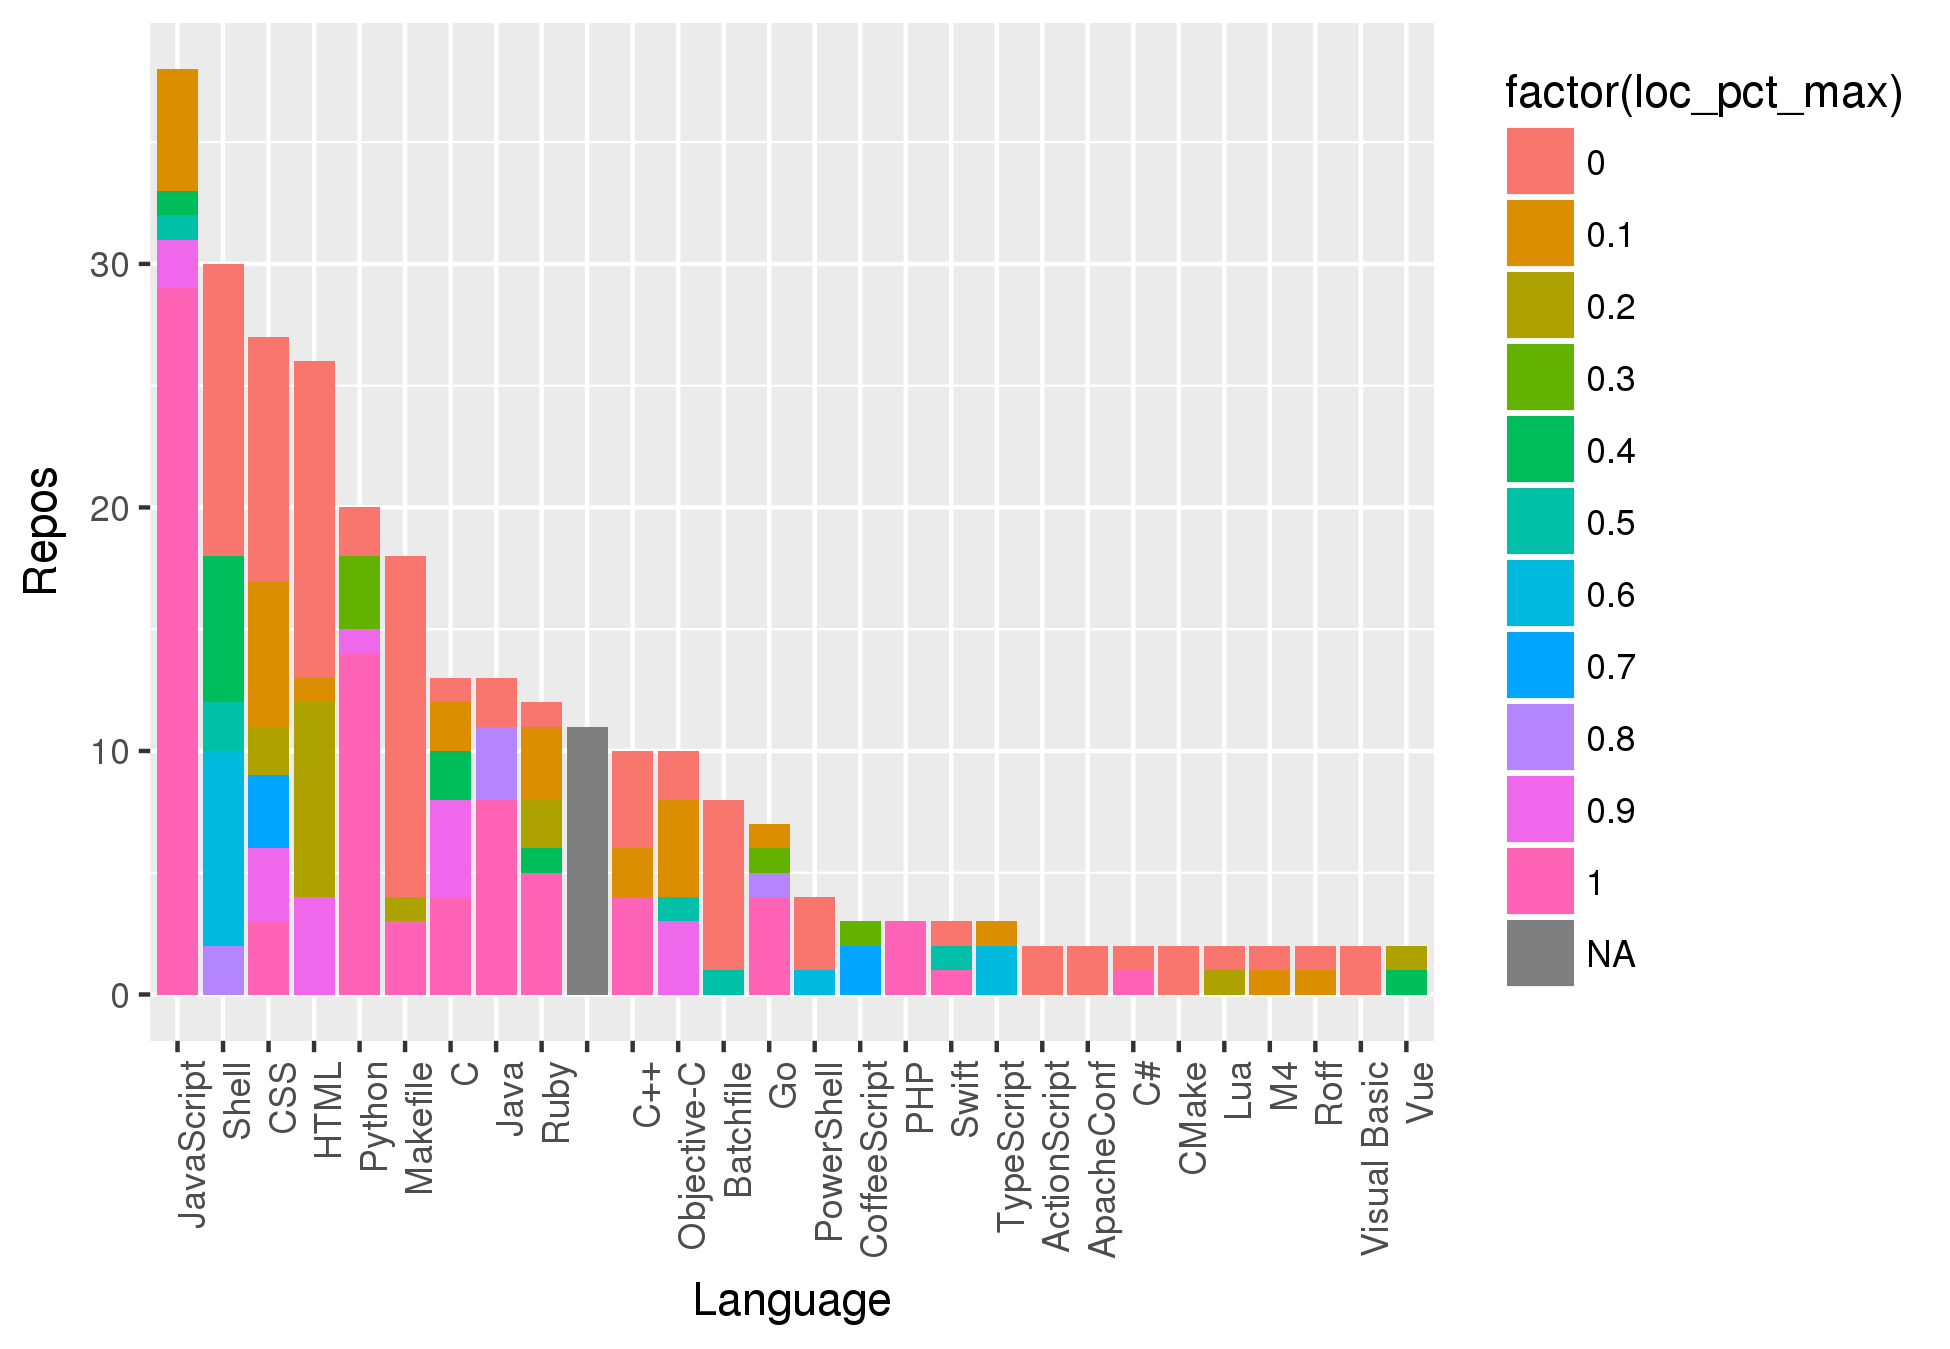 factor(loc_pct_max)
0
0.1
0.2
0.3
0.4
0.5
0.6
0.7
0.8
0.9
1
NA
Repos
30
20
10
0
JavaScript
Shell
CSS
HTML
Python
Makefile
C
Java
Ruby
C++
Objective-C
Batchfile
Go
PowerShell
CoffeeScript
PHP
Swift
TypeScript
ActionScript
ApacheConf
C#
CMake
Lua
M4
Roff
Visual Basic
Vue
Language